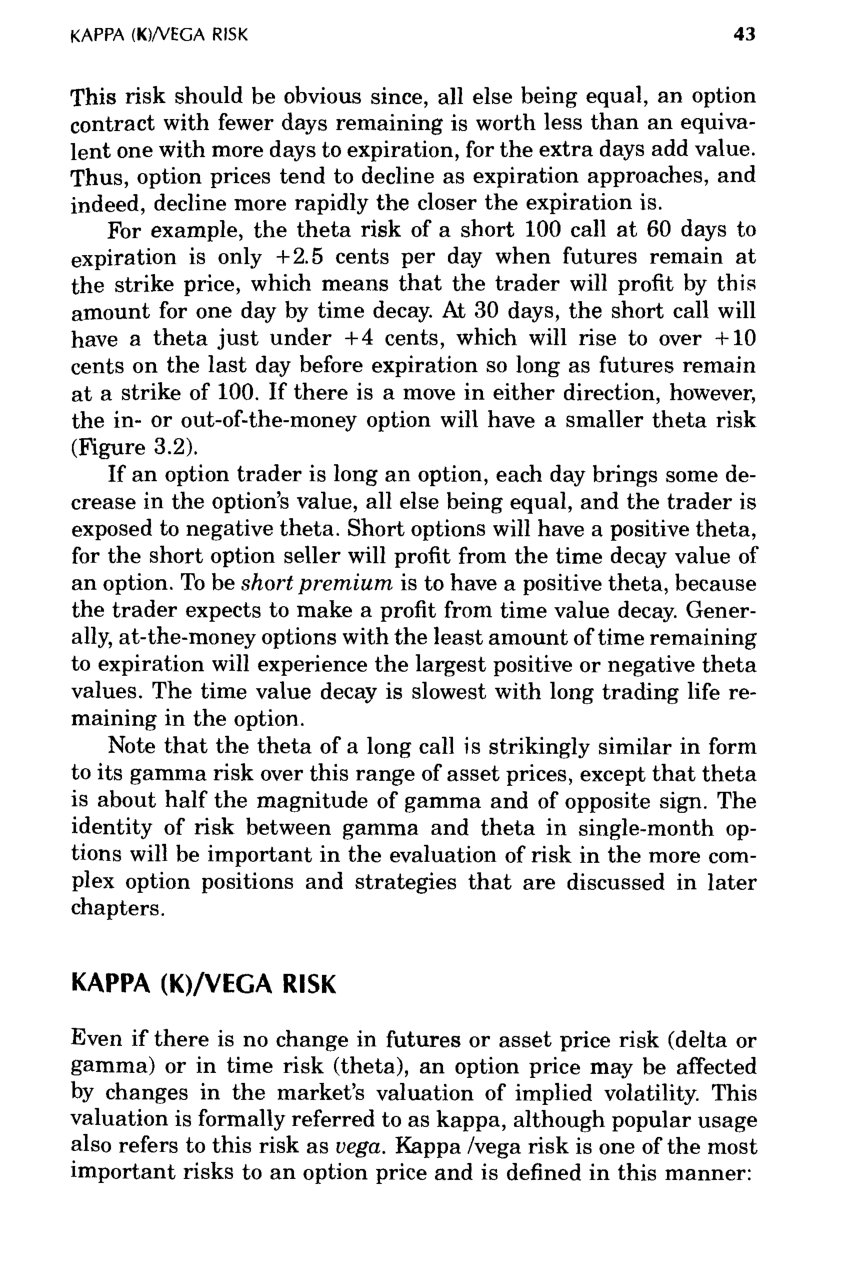 KAPPA (K)/VEGA RISK 43
This risk should be obvious since, all else being equal, an option
contract with fewer days remaining is worth less than an equiva-
lent one with more days to expiration, for the extra days add value.
Thus, option prices tend to decline as expiration approaches, and
indeed, decline more rapidly the closer the expiration is.
For example, the theta risk of a short 100 call at 60 days to
expiration is only +2.5 cents per day when futures remain at
the strike price, which means that the trader will profit by this
amount for one day by time decay. At 30 days, the short call will
have a theta just under +4 cents, which will rise to over +10
cents on the last day before expiration so long as futures remain
at a strike of 100. If there is a move in either direction, however,
the in- or out-of-the-money option will have a smaller theta risk
(Figure 3.2).
If an option trader is long an option, each day brings some de-
crease in the option's value, all else being equal, and the trader is
exposed to negative theta. Short options will have a positive theta,
for the short option seller will profit from the time decay value of
an option. To be short premium is to have a positive theta, because
the trader expects to make a profit from time value decay. Gener-
ally, at-the-money options with the least amount of time remaining
to expiration will experience the largest positive or negative theta
values. The time value decay is slowest with long trading life re-
maining in the option.
Note that the theta of a long call is strikingly similar in form
to its gamma risk over this range of asset prices, except that theta
is about half the magnitude of gamma and of opposite sign. The
identity of risk between gamma and theta in single-month op-
tions will be important in the evaluation of risk in the more com-
plex option positions and strategies that are discussed in later
chapters.
KAPPA (K)/VEGA RISK
Even if there is no change in futures or asset price risk (delta or
gamma) or in time risk (theta), an option price may be affected
by changes in the market's valuation of implied volatility. This
valuation is formally referred to as kappa, although popular usage
also refers to this risk as vega. Kappa /vega risk is one of the most
important risks to an option price and is defined in this manner: